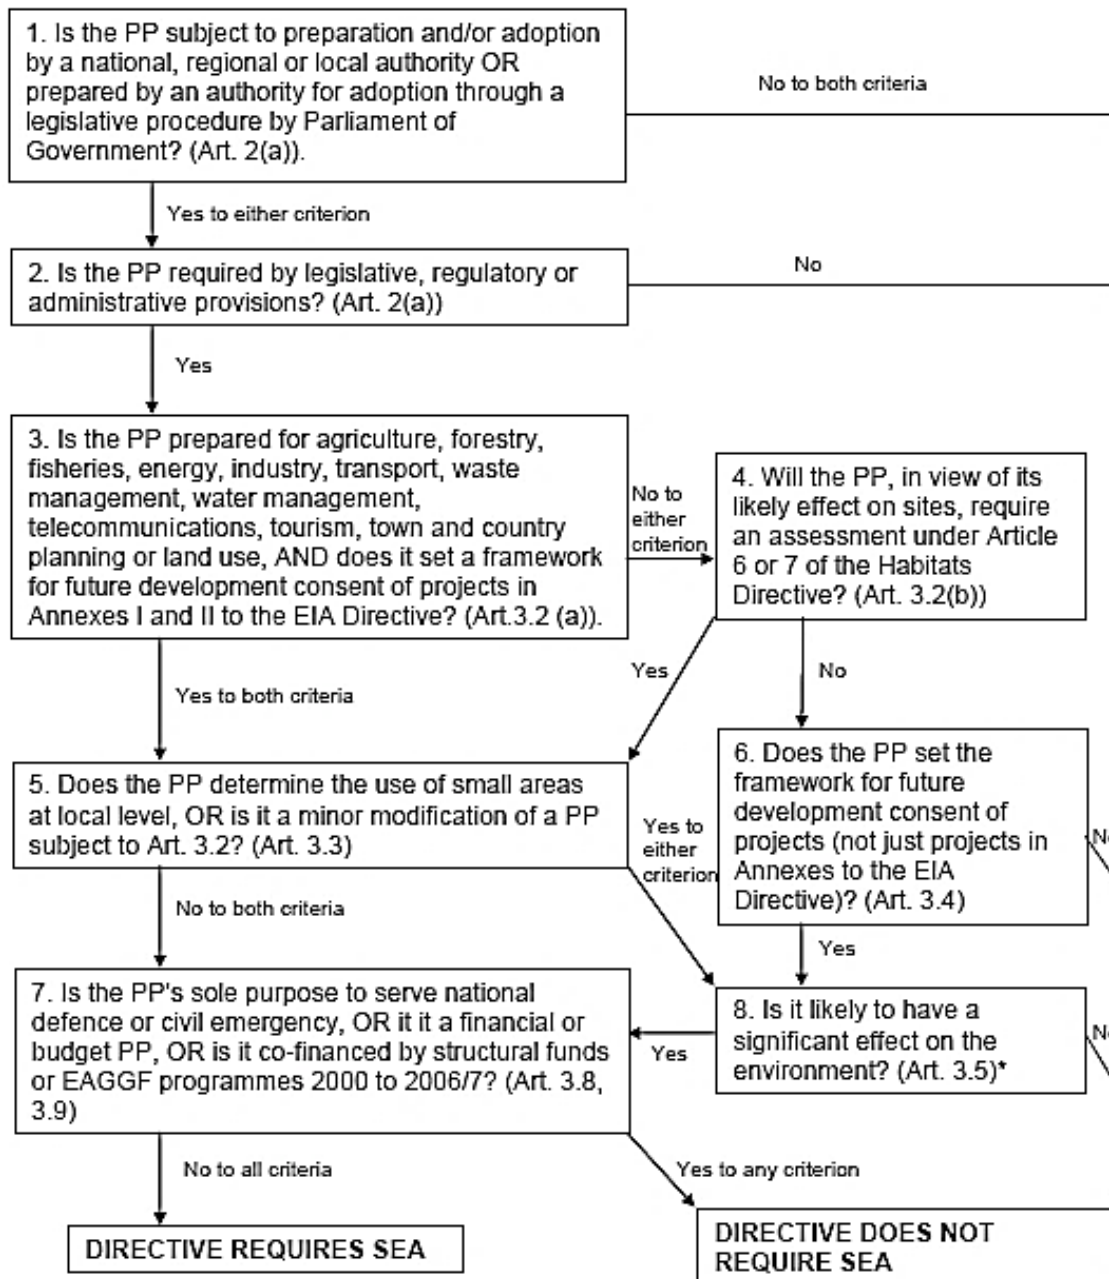 1. Is the PP subject to preparation and/or adoption
by a national, regional or local authority OR
prepared by an authority for adoption through a
legislative procedure by Parliament of
Government? (Art. 2(a)).
No to both criteria
Yes to either criterion
2. Is the PP required by legislative, regulatory or
administrative provisions? (Art. 2(a))
No
Yes
3. Is the PP prepared for agriculture, forestry,
fisheries, energy, industry, transport, waste
management, water management,
telecommunications, tourism, town and country
planning or land use, AND does it set a framework
for future development consent of projects in
Annexes I and II to the EIA Directive? (Art.3.2 (a)).
No to
either
criterion
4. Will the PP, in view of its
likely effect on sites, require
an assessment under Article
6 or 7 of the Habitats
Directive? (Art. 3.2(b))
Yes to both criteria
Yes
No
5. Does the PP determine the use of small areas
at local level, OR is it a minor modification of a PP
subject to Art. 3.2? (Art. 3.3)
Yes to
either
criterion
6. Does the PP set the
framework for future
development consent of
projects (not just projects in
Annexes to the EIA
Directive)? (Art. 3.4)
No
No to both criteria
Yes
7. Is the PP's sole purpose to serve national
defence or civil emergency, OR it it a financial or
budget PP, OR is it co-financed by structural funds
or EAGGF programmes 2000 to 2006/7? (Art. 3.8,
3.9)
Yes
8. Is it likely to have a
significant effect on the
environment? (Art. 3.5)*
No
No to all criteria
Yes to any criterion
DIRECTIVE REQUIRES SEA
DIRECTIVE DOES NOT
REQUIRE SEA